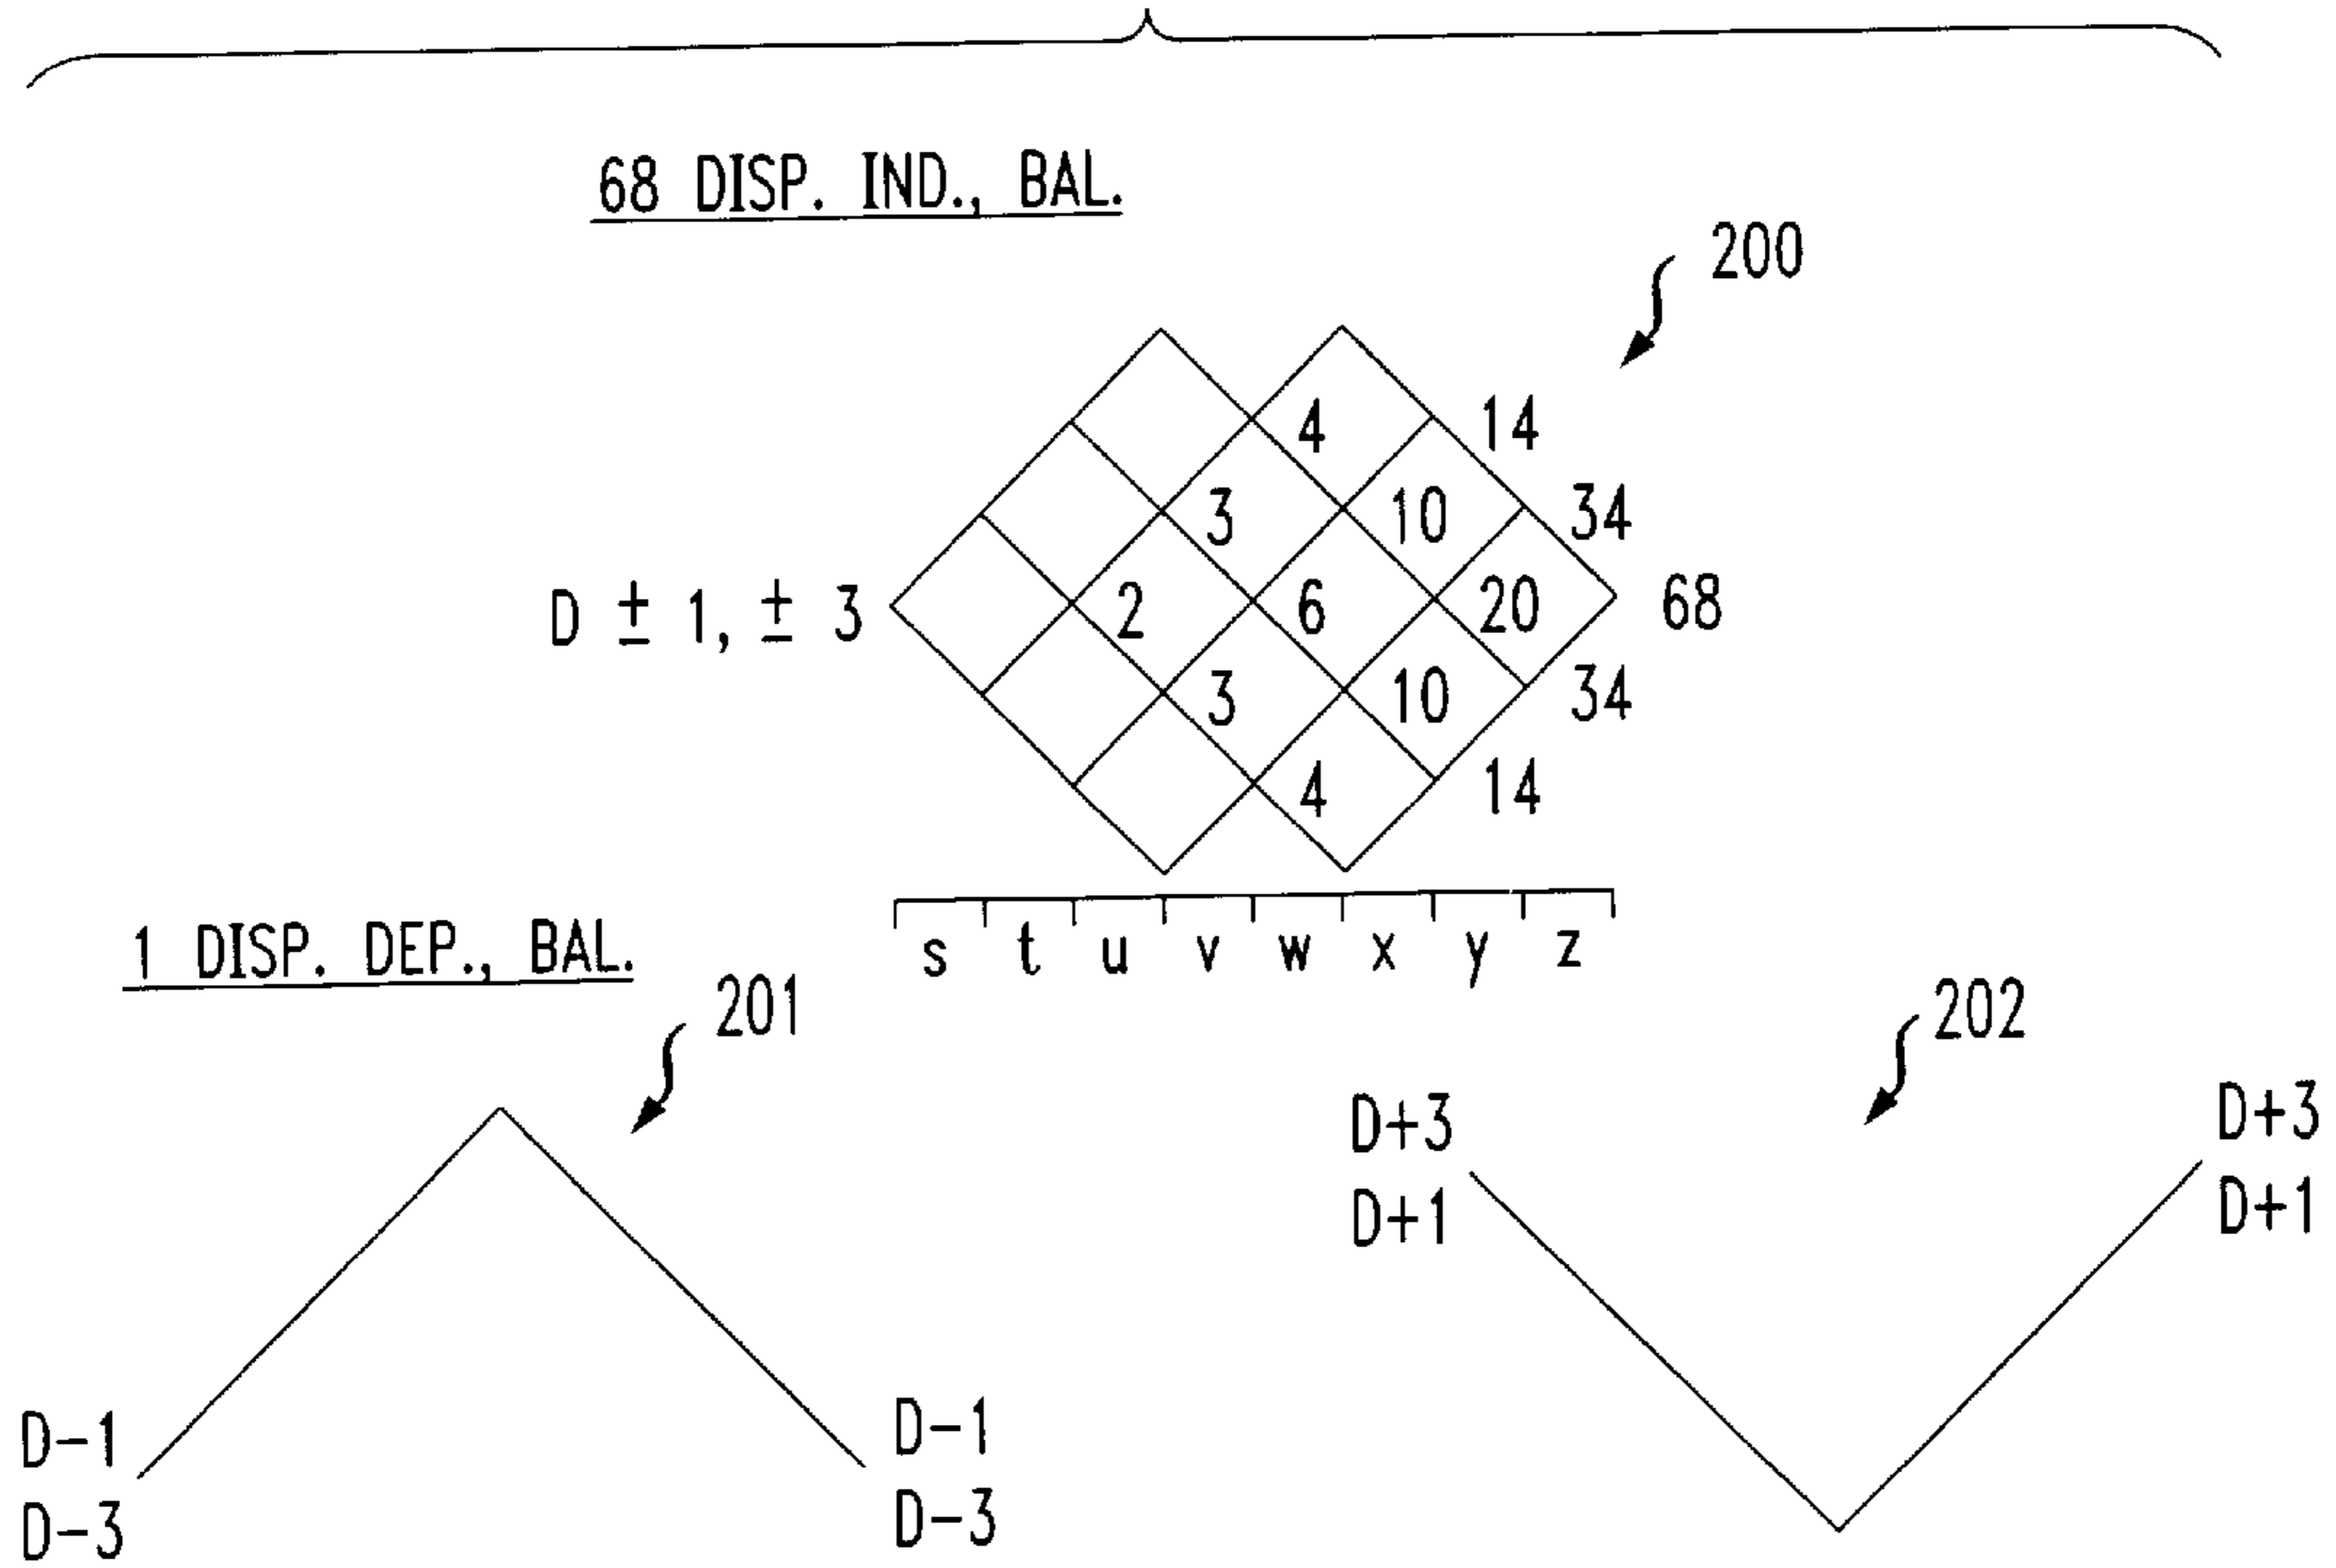 68 DISP. IND., BAL.
200
4 14
3 10 34
D ± 1, ± 3 2 6 20 68
3 10 34
4 14
s t u v w x y z
1 DISP. DEP., BAL.
201
202
D+3 D+3
D+1 D+1
D-1 D-1
D-3 D-3